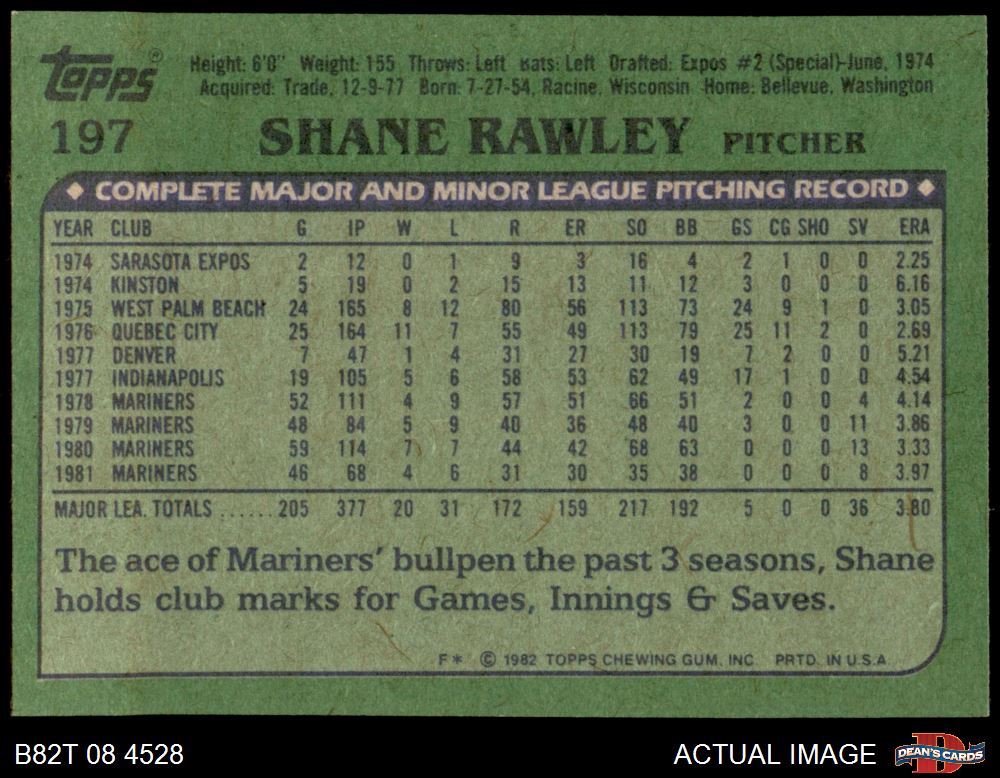 Topps® Height: 6'0" Weight: 155 Throws: Left Bats: Left Drafted: Expos #2 (Special)-June, 1974
Acquired: Trade, 12-9-77 Born: 7-27-54, Racine, Wisconsin Home: Bellevue, Washington
197 SHANE RAWLEY PITCHER
◆ COMPLETE MAJOR AND MINOR LEAGUE PITCHING RECORD ◆
YEAR CLUB G IP W L R ER SO BB GS CG SHO SV ERA
1974 SARASOTA EXPOS 2 12 0 1 9 3 16 4 2 1 0 0 2.25
1974 KINSTON 5 19 0 2 15 13 11 12 3 0 0 0 6.16
1975 WEST PALM BEACH 24 165 8 12 80 56 113 73 24 9 1 0 3.05
1976 QUEBEC CITY 25 164 11 7 55 49 113 79 25 11 2 0 2.69
1977 DENVER 7 47 1 4 31 27 30 19 7 2 0 0 5.21
1977 INDIANAPOLIS 19 105 5 6 58 53 62 49 17 1 0 0 4.54
1978 MARINERS 52 111 4 9 57 51 66 51 2 0 0 4 4.14
1979 MARINERS 48 84 5 9 40 36 48 40 3 0 0 11 3.86
1980 MARINERS 59 114 7 7 44 42 68 63 0 0 0 13 3.33
1981 MARINERS 46 68 4 6 31 30 35 38 0 0 0 8 3.97
MAJOR LEA. TOTALS ...... 205 377 20 31 172 159 217 192 5 0 0 36 3.80
The ace of Mariners' bullpen the past 3 seasons, Shane
holds club marks for Games, Innings & Saves.
F* © 1982 TOPPS CHEWING GUM, INC. PRTD. IN U.S.A.
B82T 08 4528 ACTUAL IMAGE DEAN'S CARDS